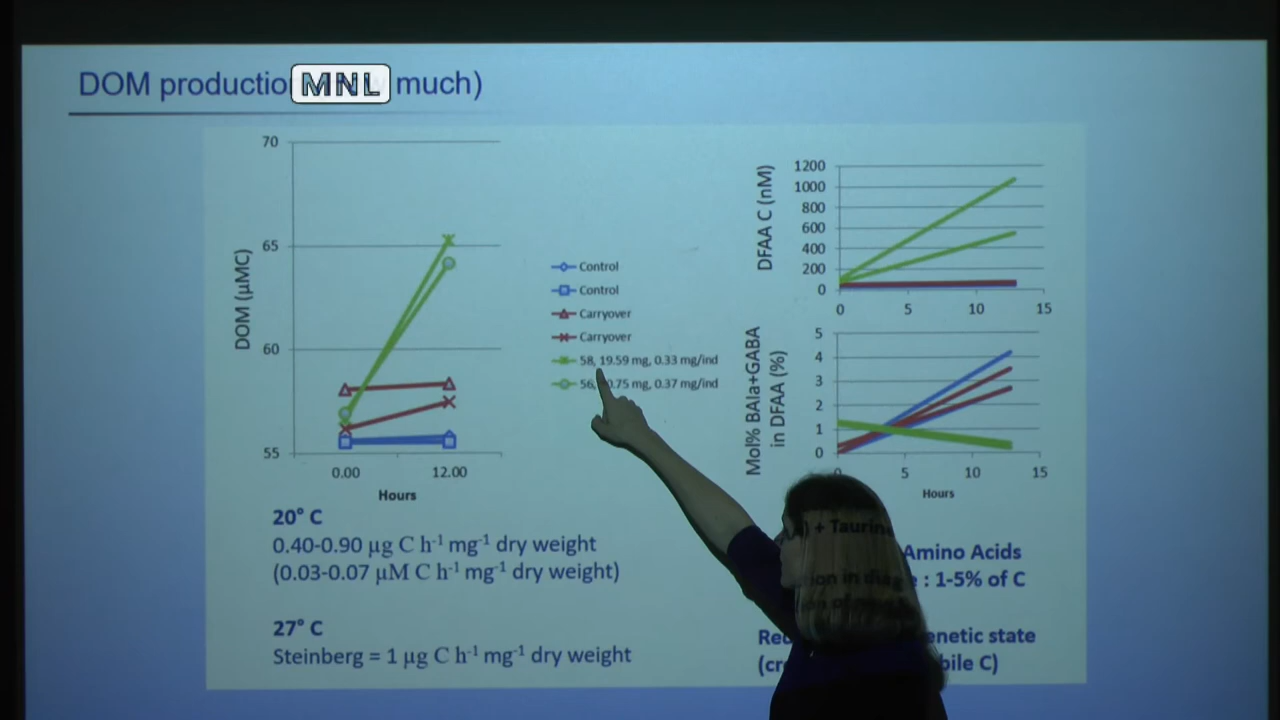 DOM productio MNL much)
70
65
60
55
DOM (µMC)
0.00 12.00
Hours
Control
Control
Carryover
Carryover
58, 19.59 mg, 0.33 mg/ind
56, 0.75 mg, 0.37 mg/ind
DFAA C (nM)
1200
1000
800
600
400
200
0
0 5 10 15
Mol% BAla+GABA
in DFAA (%)
5
4
3
2
1
0
0 5 10 15
Hours
20° C
0.40-0.90 µg C h-1 mg-1 dry weight
(0.03-0.07 µM C h-1 mg-1 dry weight)
27° C
Steinberg = 1 µg C h-1 mg-1 dry weight
) + Taurin
Amino Acids
: 1-5% of C
enetic state
bile C)